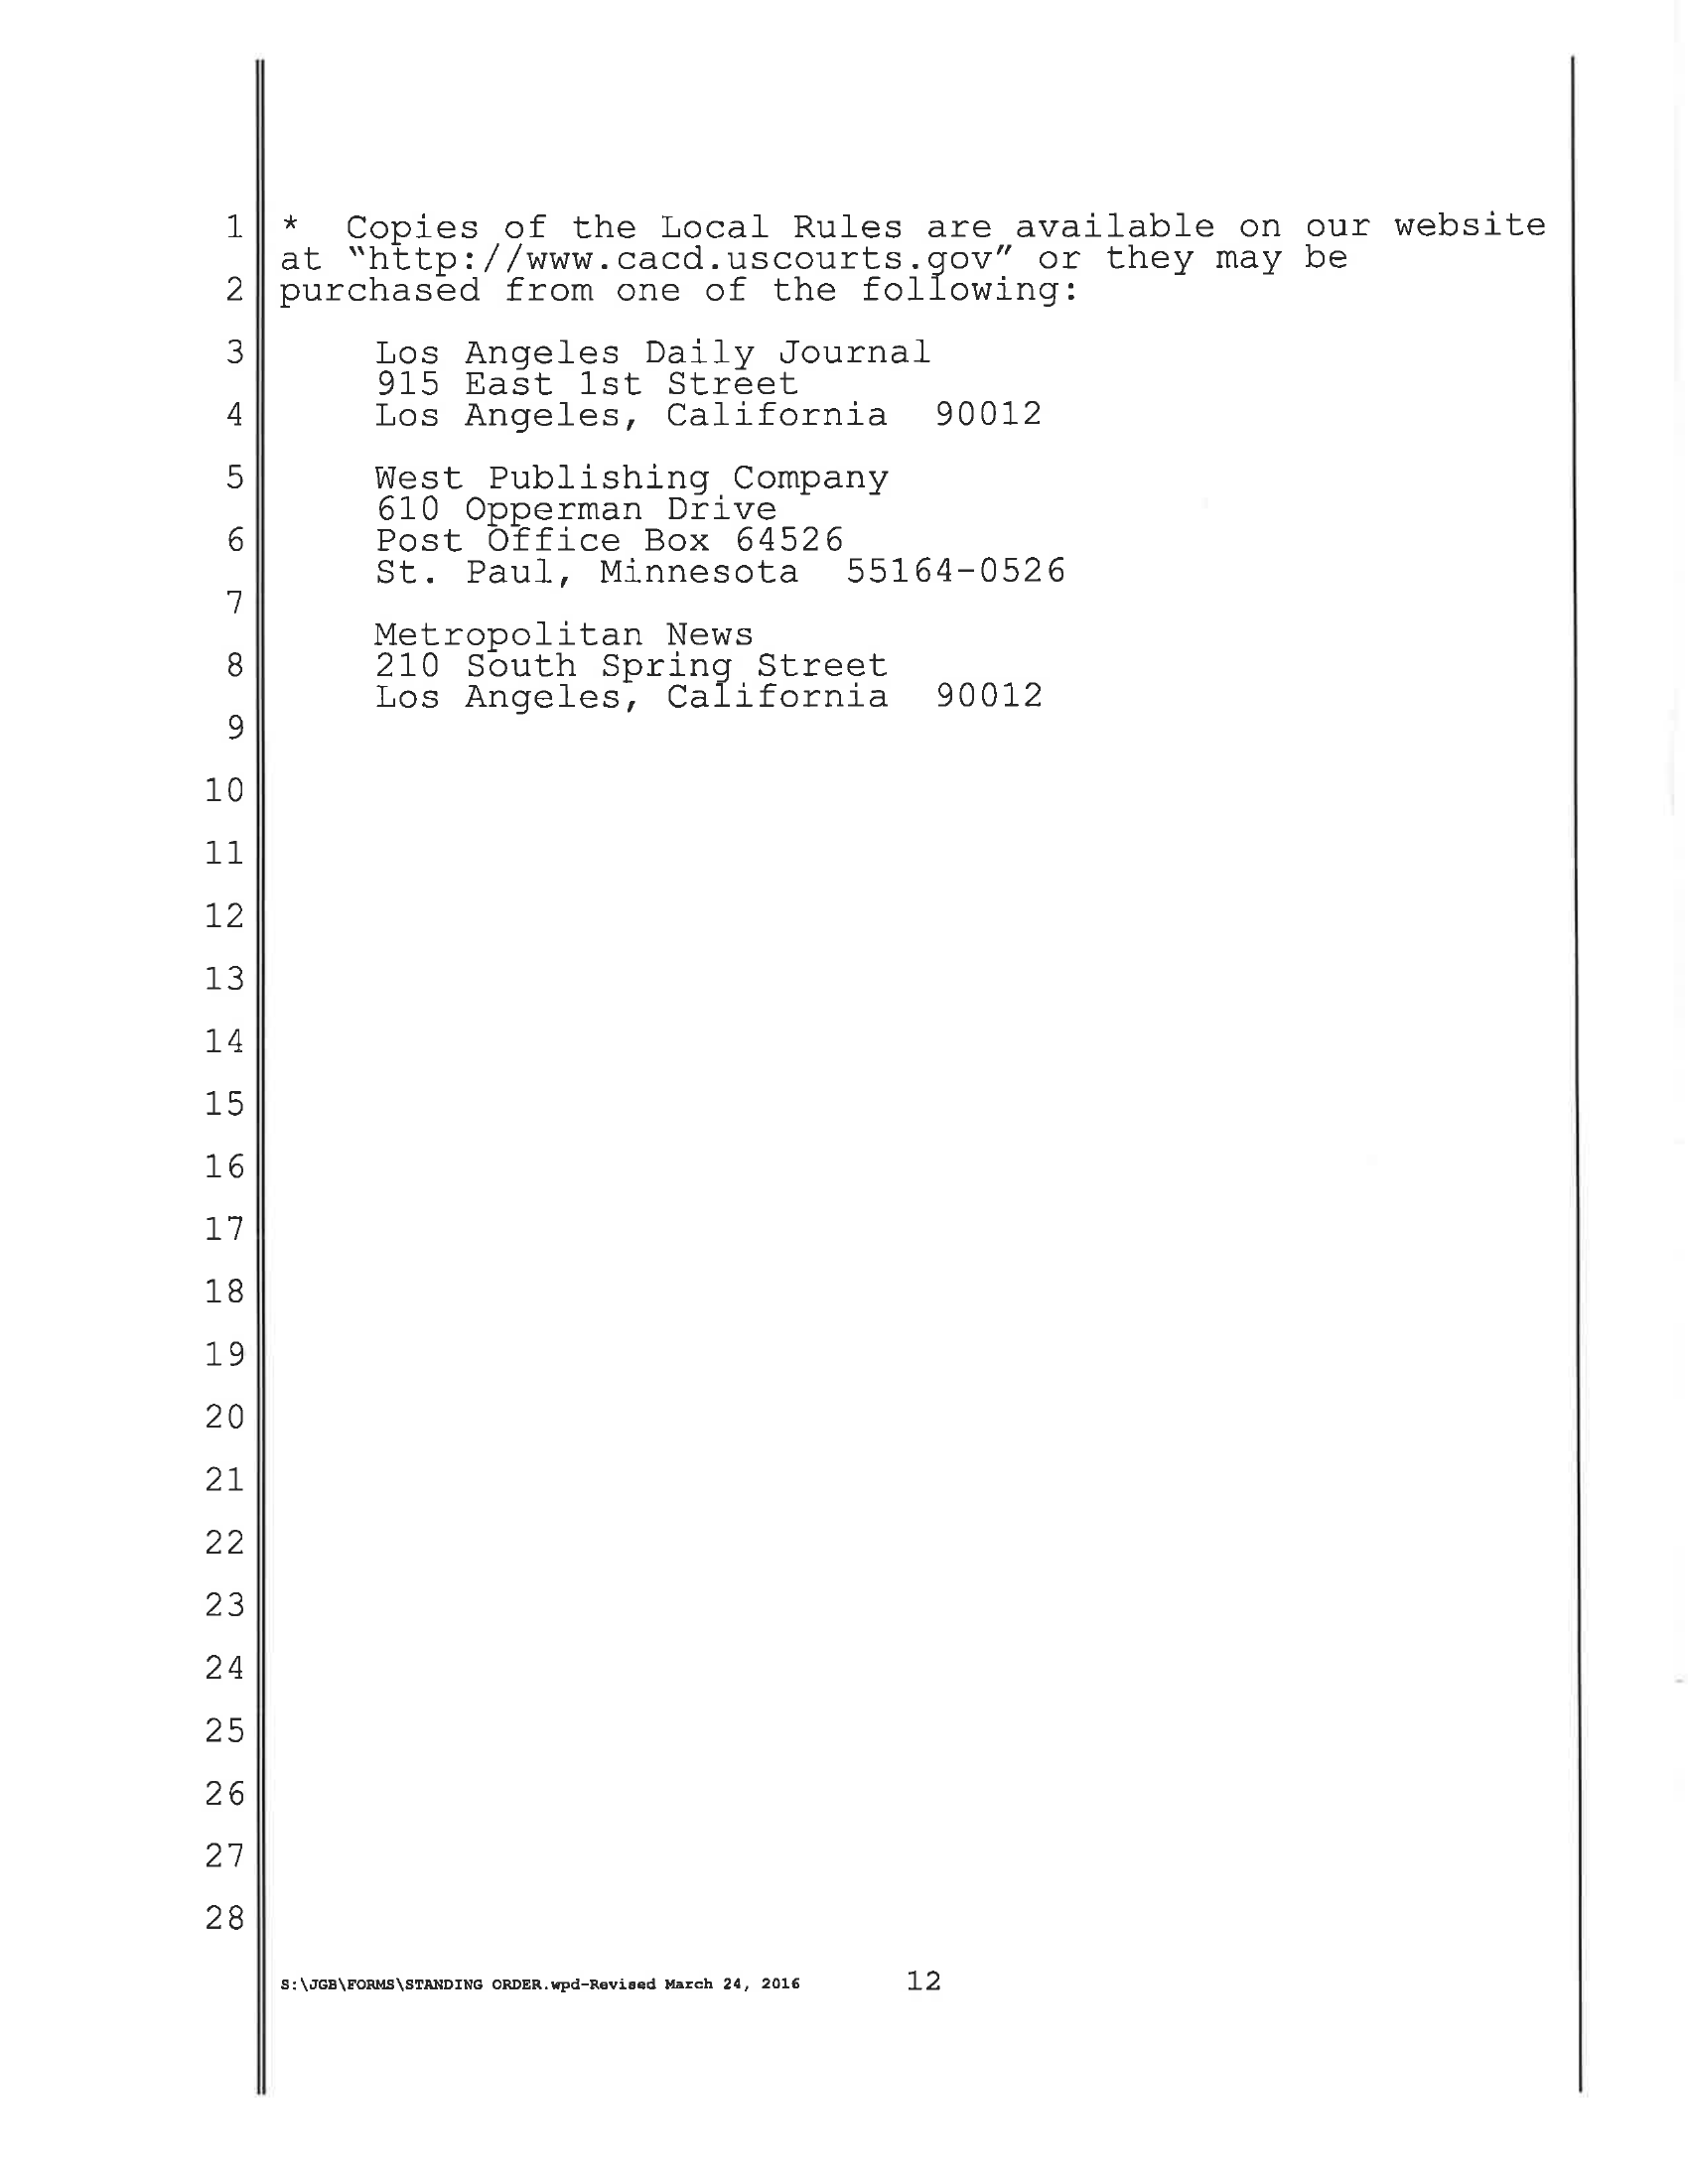 1 * Copies of the Local Rules are available on our website
at “http://www.cacd.uscourts.gov” or they may be
2 purchased from one of the following:
3 Los Angeles Daily Journal
915 East 1st Street
4 Los Angeles, California 90012
5 West Publishing Company
610 Opperman Drive
6 Post Office Box 64526
St. Paul, Minnesota 55164-0526
7
Metropolitan News
8 210 South Spring Street
Los Angeles, California 90012
9
10
11
12
13
14
15
16
17
18
19
20
21
22
23
24
25
26
27
28
S:\JGB\FORMS\STANDING ORDER.wpd-Revised March 24, 2016 12